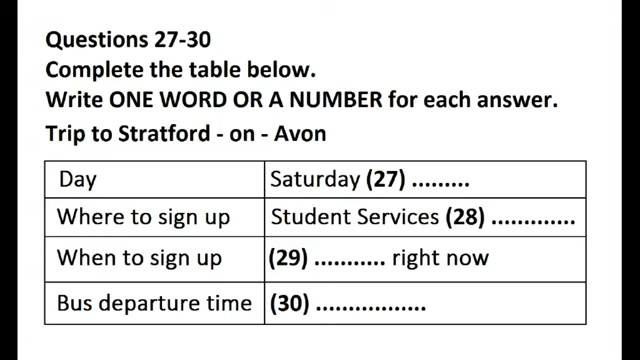 Questions 27-30
Complete the table below.
Write ONE WORD OR A NUMBER for each answer.
Trip to Stratford - on - Avon
Day Saturday (27) .........
Where to sign up Student Services (28) .............
When to sign up (29) ........... right now
Bus departure time (30) .................